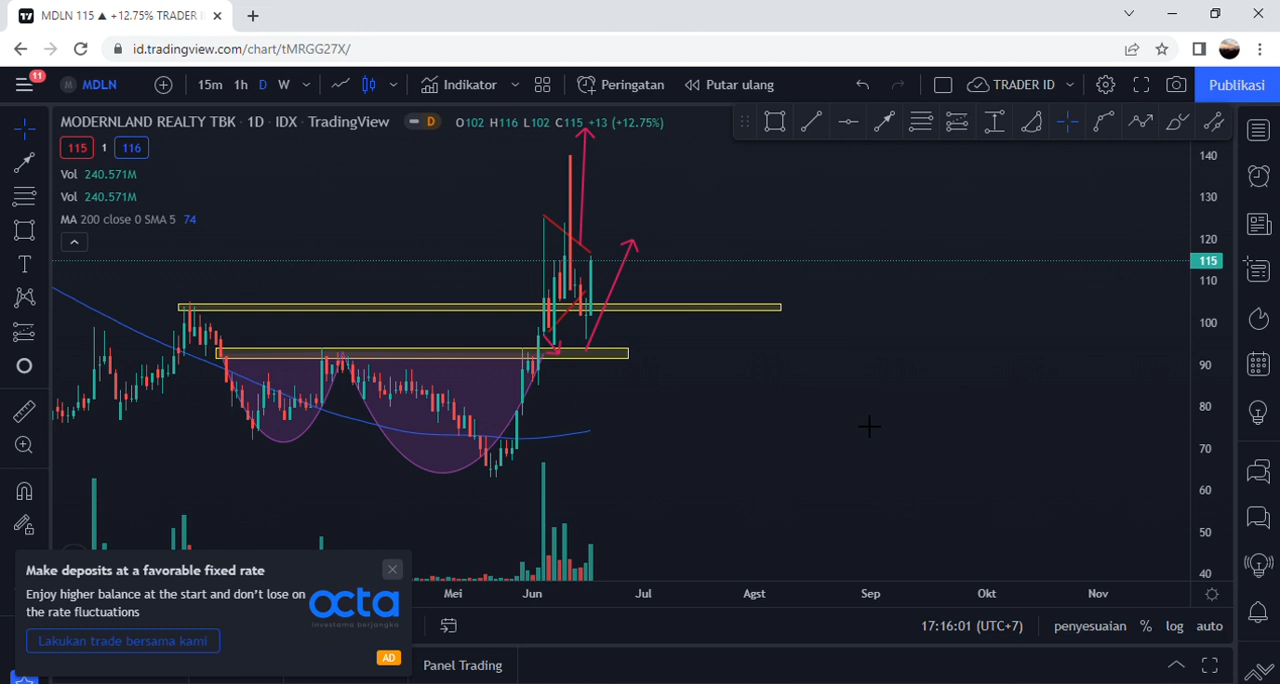 MDLN 115 ▲ +12.75% TRADER
id.tradingview.com/chart/tMRGG27X/
11
M MDLN 15m 1h D W Indikator Peringatan Putar ulang TRADER ID Publikasi
MODERNLAND REALTY TBK · 1D · IDX · TradingView D O102 H116 L102 C115 +13 (+12.75%)
115 1 116
Vol 240.571M
Vol 240.571M
MA 200 close 0 SMA 5 74
140
130
120
115
110
100
90
80
70
60
50
40
Mei Jun Jul Agst Sep Okt Nov
Make deposits at a favorable fixed rate
Enjoy higher balance at the start and don't lose on
the rate fluctuations
octa
investama berjangka
Lakukan trade bersama kami
AD
17:16:01 (UTC+7) penyesuaian % log auto
Panel Trading